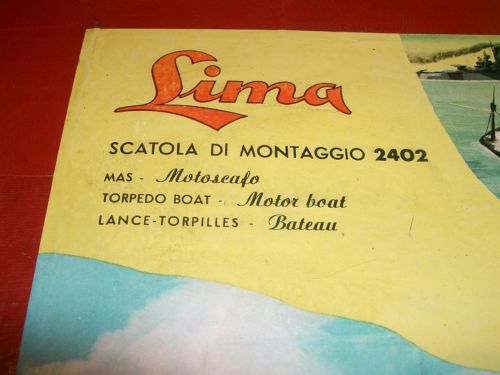 Lima
SCATOLA DI MONTAGGIO 2402
MAS - Motoscafo
TORPEDO BOAT - Motor boat
LANCE-TORPILLES - Bateau